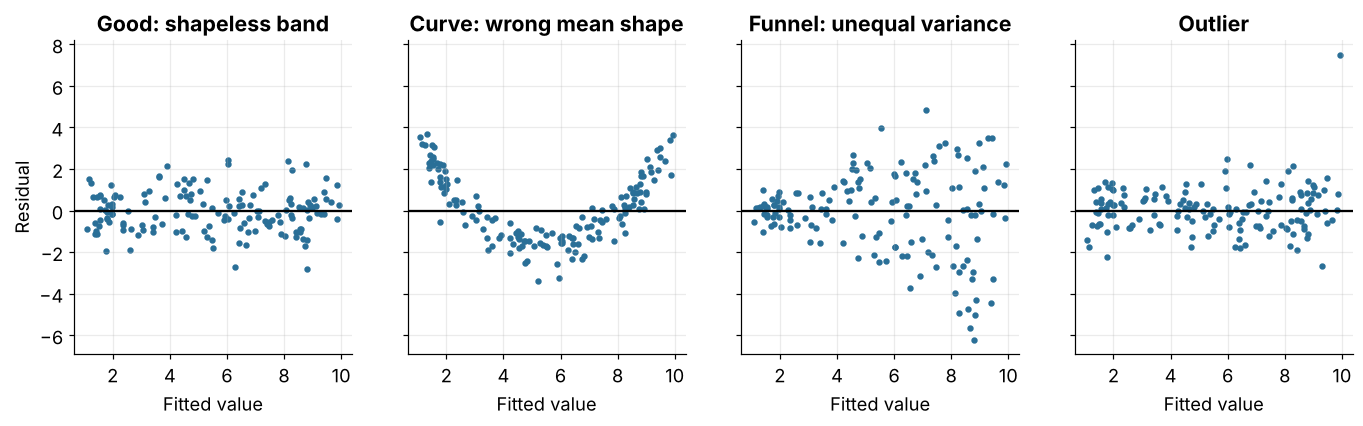 Good: shapeless band
Curve: wrong mean shape
Funnel: unequal variance
Outlier
Residual
8
6
4
2
0
−2
−4
−6
2 4 6 8 10
2 4 6 8 10
2 4 6 8 10
2 4 6 8 10
Fitted value
Fitted value
Fitted value
Fitted value